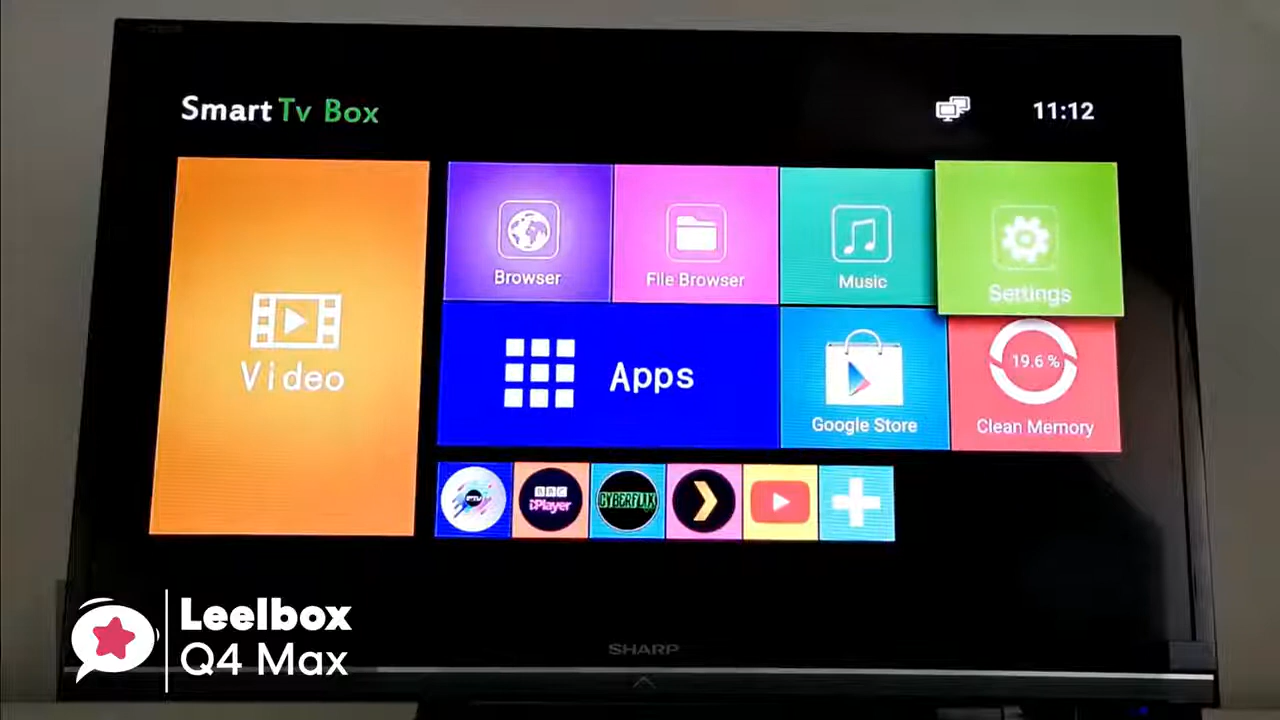 Smart Tv Box
11:12
Browser
File Browser
Music
Settings
Video
Apps
Google Store
19.6 %
Clean Memory
IPTV
BBC
iPlayer
CYBERFLIX
SHARP
Leelbox
Q4 Max